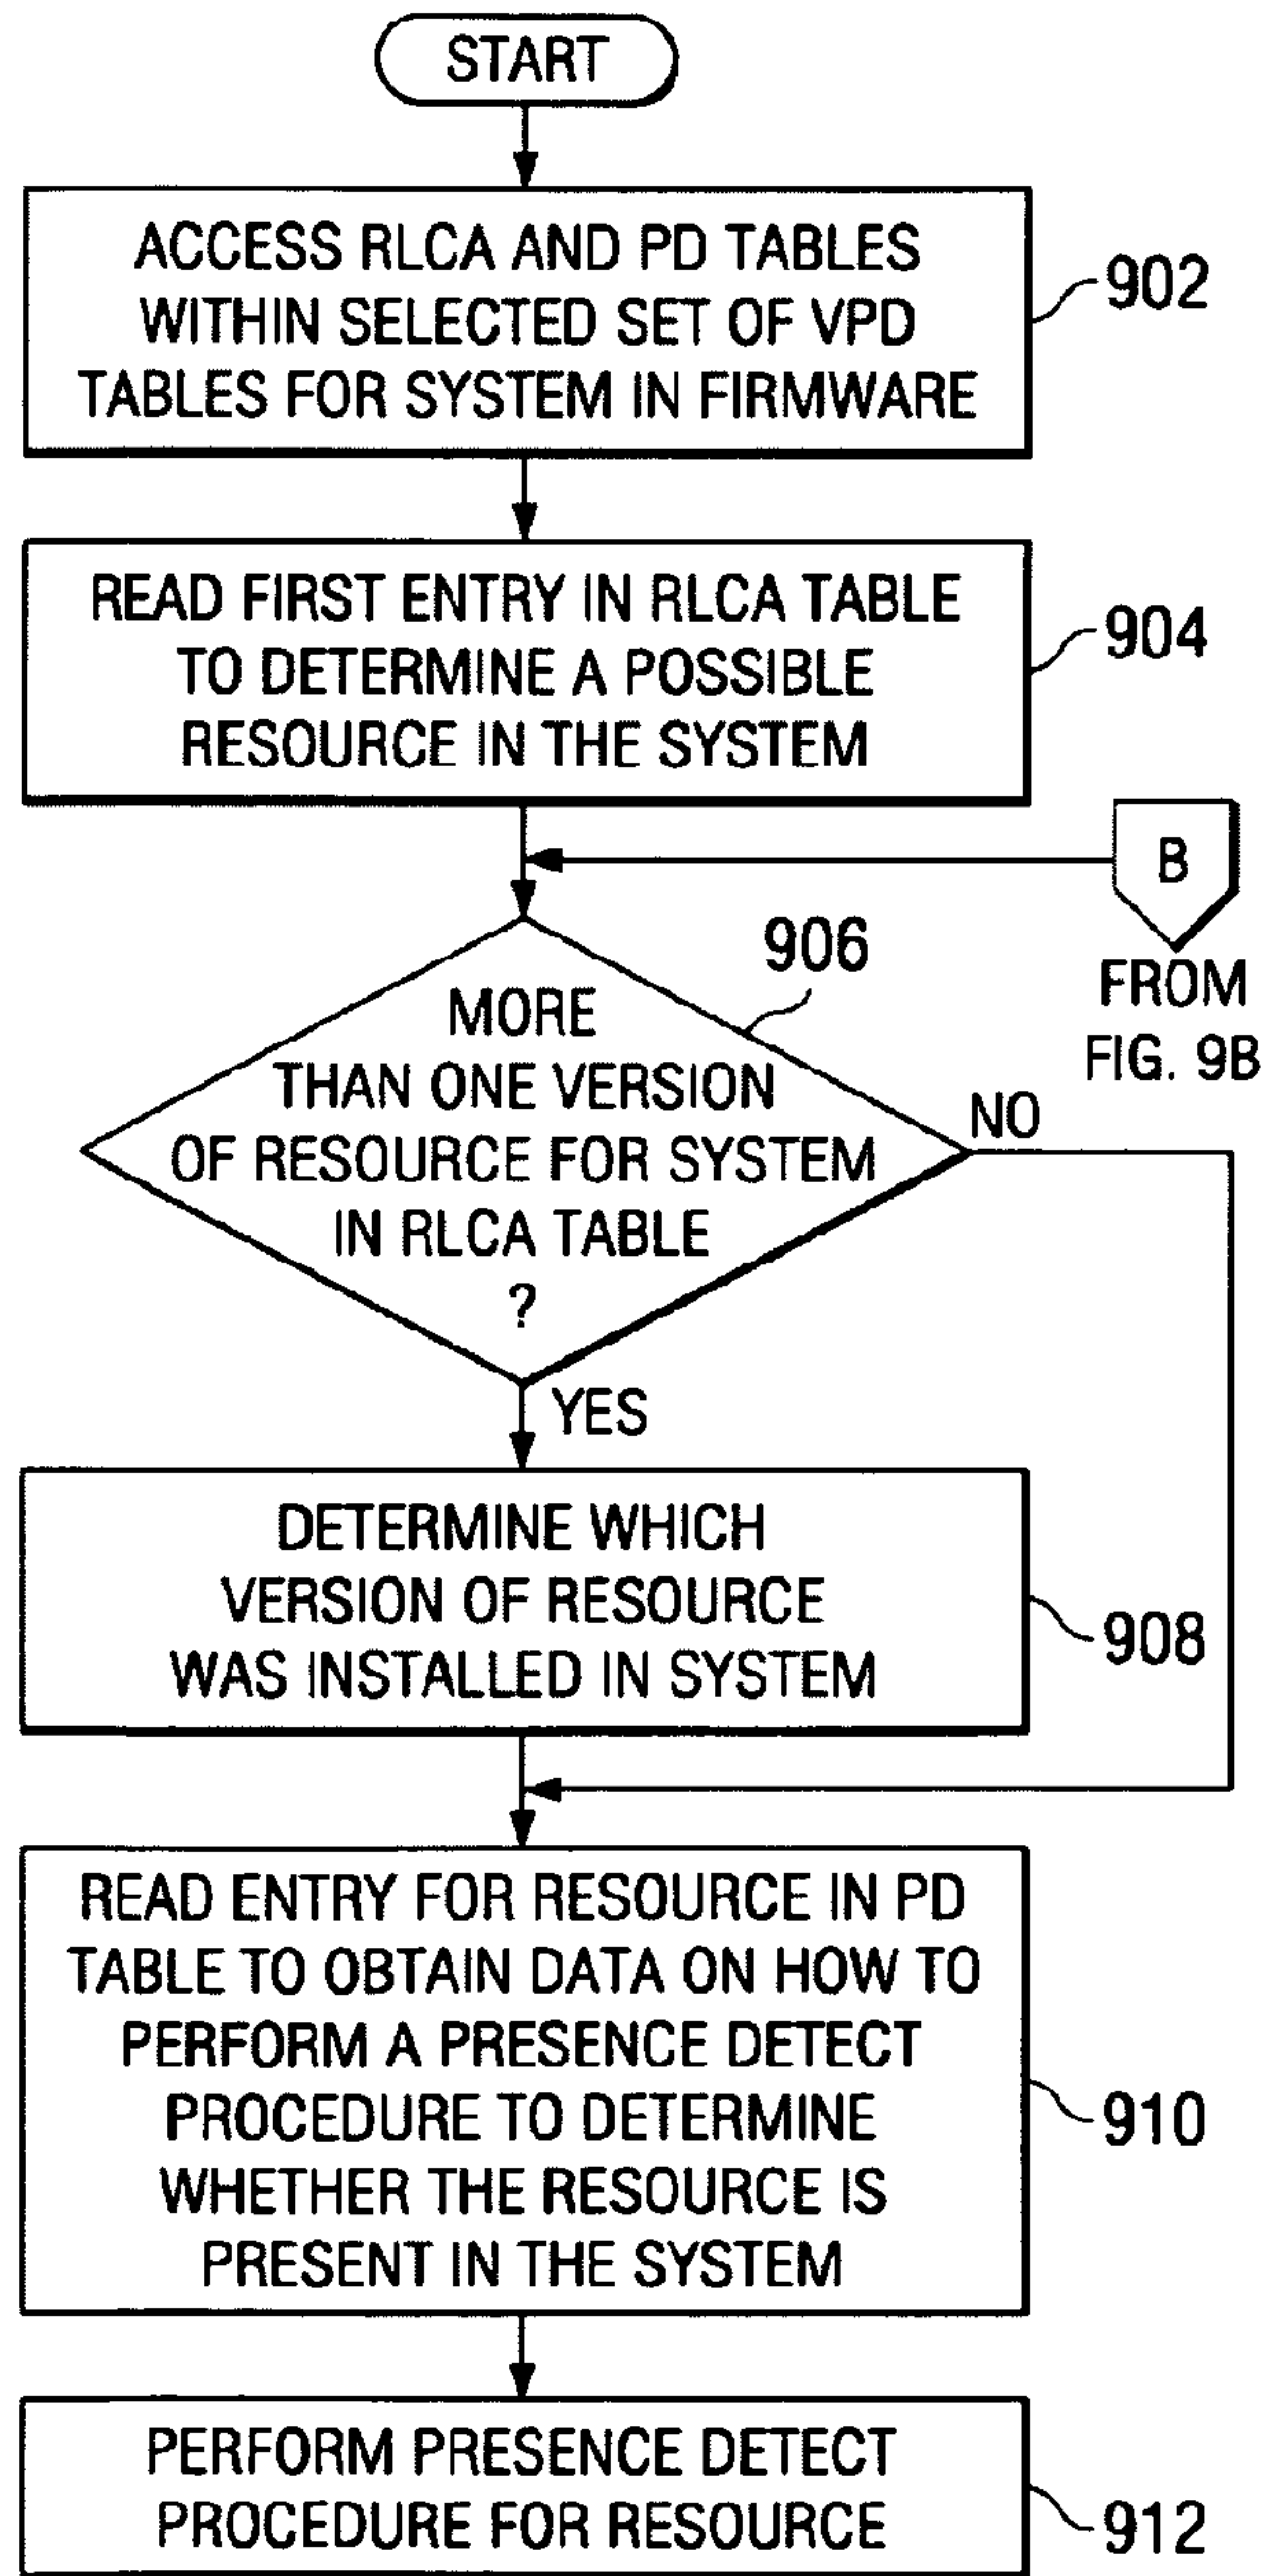 START
ACCESS RLCA AND PD TABLES
WITHIN SELECTED SET OF VPD
TABLES FOR SYSTEM IN FIRMWARE
902
READ FIRST ENTRY IN RLCA TABLE
TO DETERMINE A POSSIBLE
RESOURCE IN THE SYSTEM
904
B
FROM
FIG. 9B
906
MORE
THAN ONE VERSION
OF RESOURCE FOR SYSTEM
IN RLCA TABLE
?
NO
YES
DETERMINE WHICH
VERSION OF RESOURCE
WAS INSTALLED IN SYSTEM
908
READ ENTRY FOR RESOURCE IN PD
TABLE TO OBTAIN DATA ON HOW TO
PERFORM A PRESENCE DETECT
PROCEDURE TO DETERMINE
WHETHER THE RESOURCE IS
PRESENT IN THE SYSTEM
910
PERFORM PRESENCE DETECT
PROCEDURE FOR RESOURCE
912